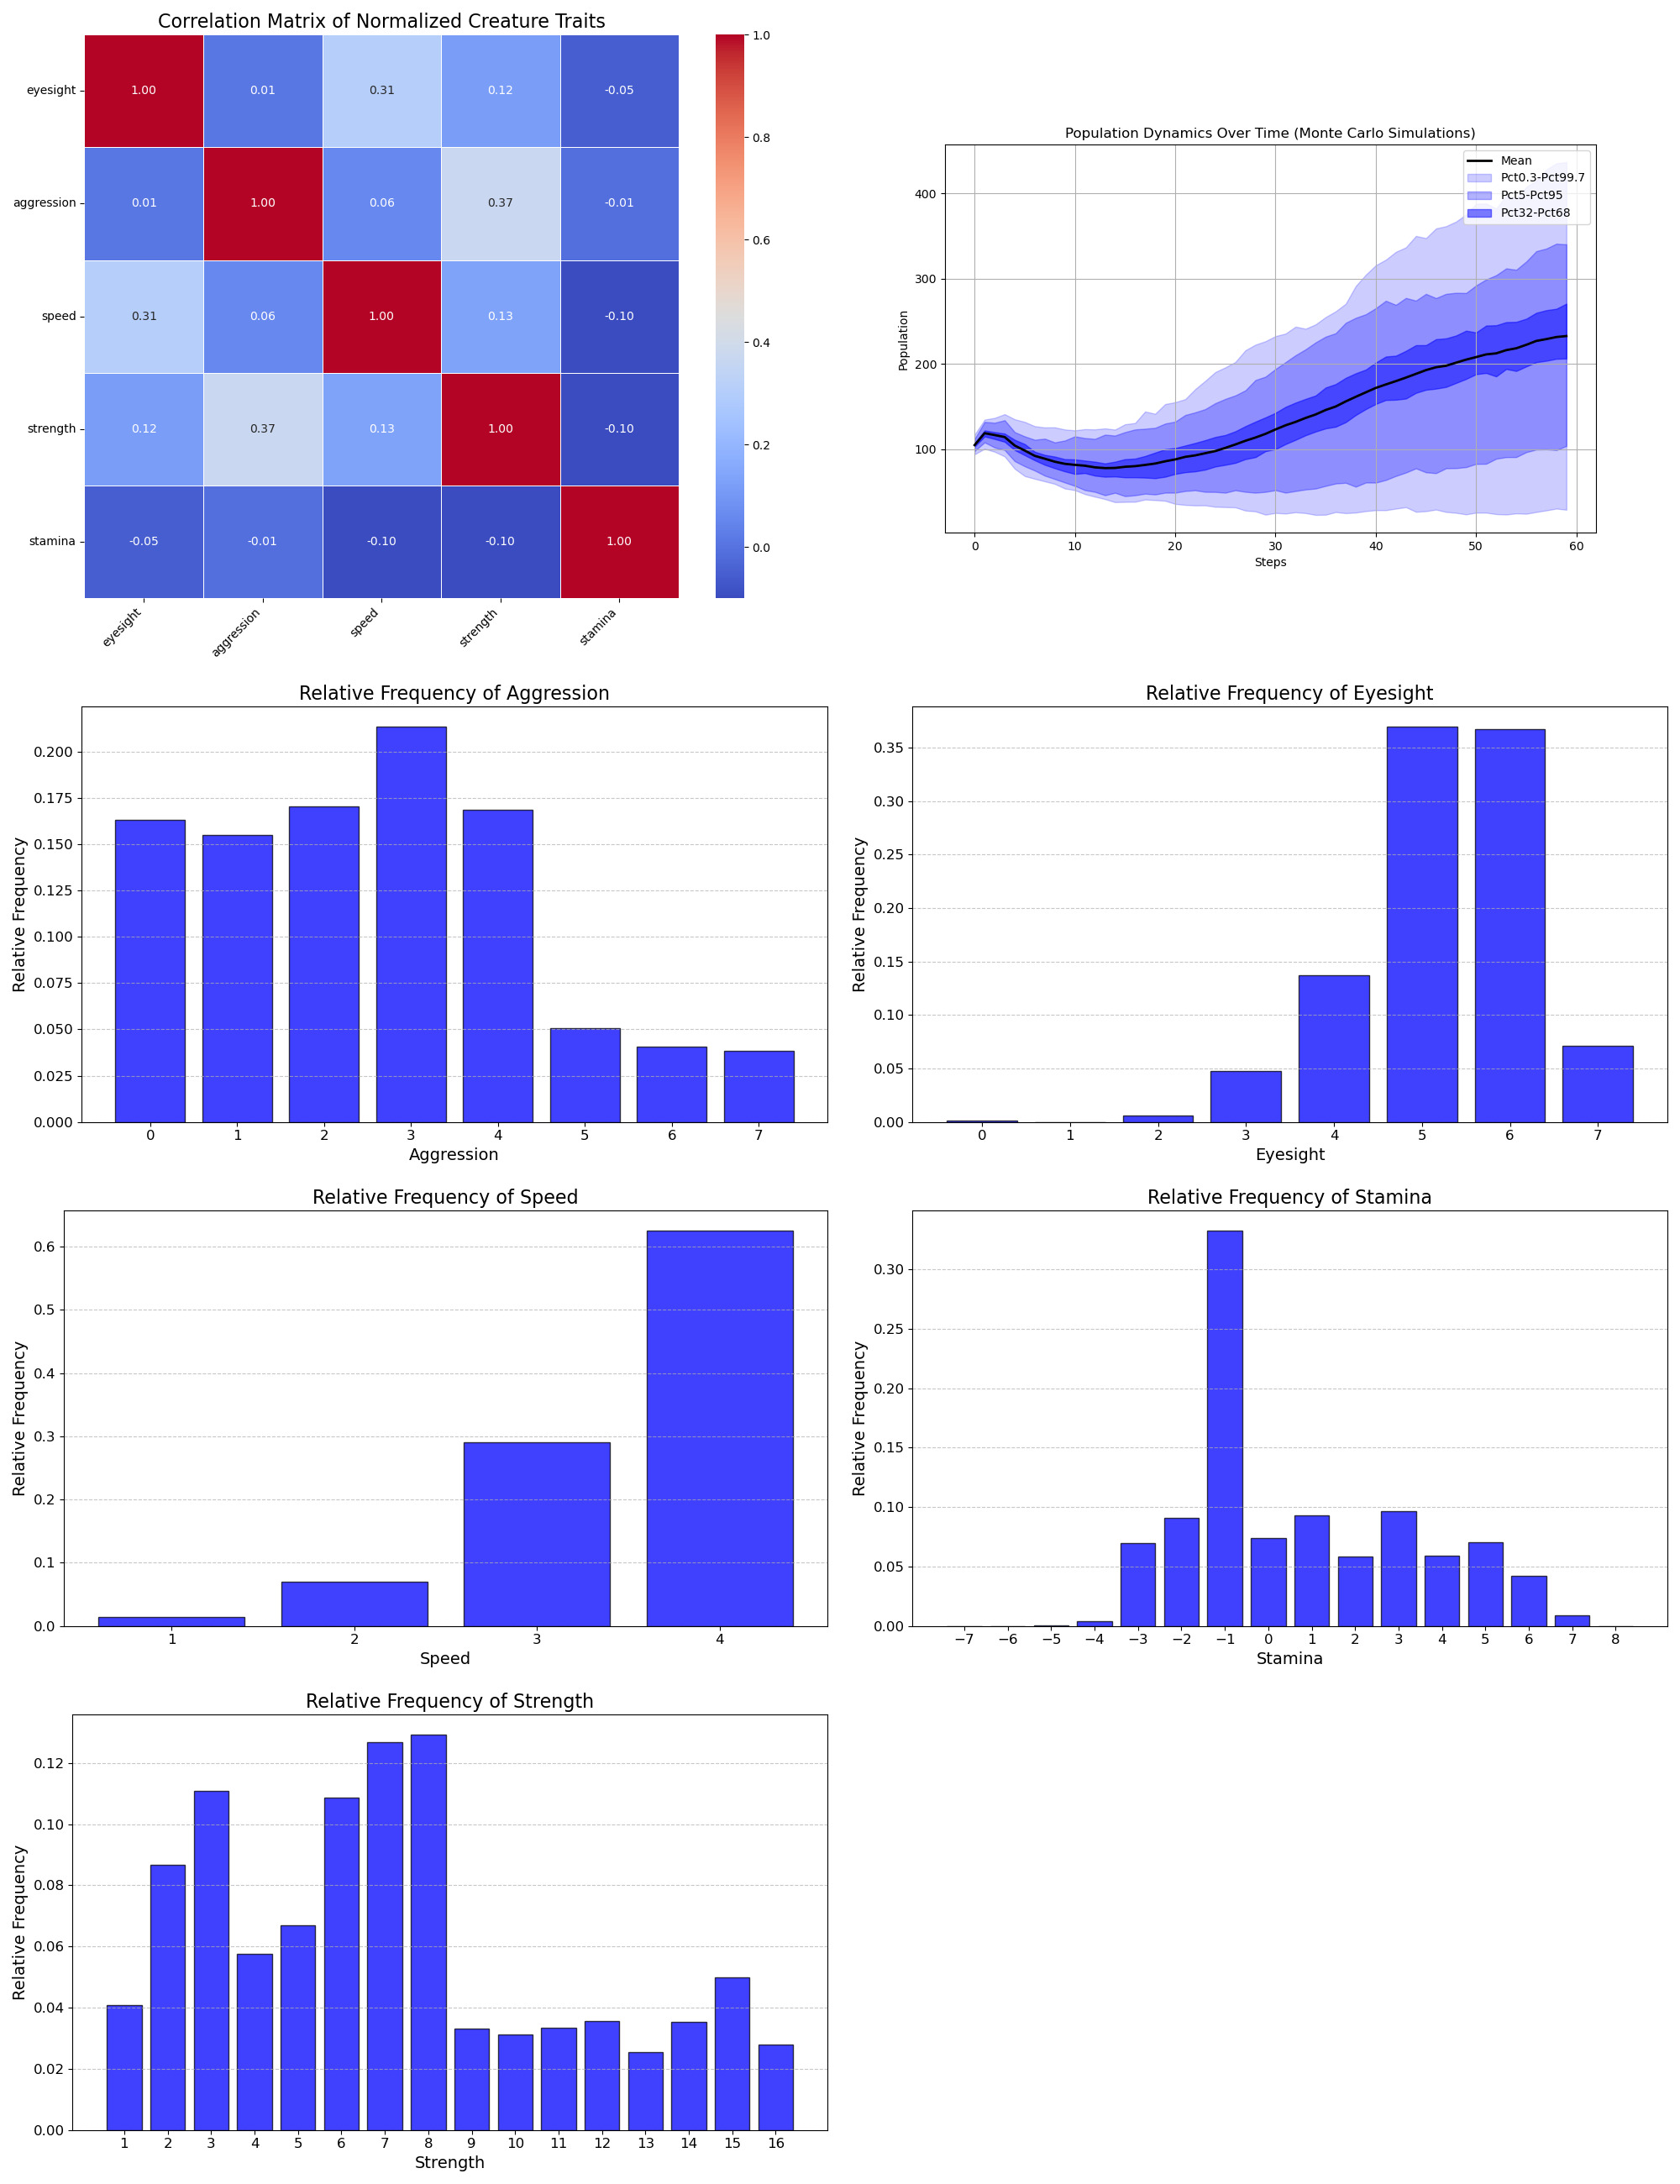 Correlation Matrix of Normalized Creature Traits
eyesight
aggression
speed
strength
stamina
1.00 0.01 0.31 0.12 -0.05
0.01 1.00 0.06 0.37 -0.01
0.31 0.06 1.00 0.13 -0.10
0.12 0.37 0.13 1.00 -0.10
-0.05 -0.01 -0.10 -0.10 1.00
eyesight aggression speed strength stamina
1.0
0.8
0.6
0.4
0.2
0.0
Population Dynamics Over Time (Monte Carlo Simulations)
Mean
Pct0.3-Pct99.7
Pct5-Pct95
Pct32-Pct68
Population
400
300
200
100
0 10 20 30 40 50 60
Steps
Relative Frequency of Aggression
Relative Frequency
0.200
0.175
0.150
0.125
0.100
0.075
0.050
0.025
0.000
0 1 2 3 4 5 6 7
Aggression
Relative Frequency of Eyesight
Relative Frequency
0.35
0.30
0.25
0.20
0.15
0.10
0.05
0.00
0 1 2 3 4 5 6 7
Eyesight
Relative Frequency of Speed
Relative Frequency
0.6
0.5
0.4
0.3
0.2
0.1
0.0
1 2 3 4
Speed
Relative Frequency of Stamina
Relative Frequency
0.30
0.25
0.20
0.15
0.10
0.05
0.00
−7 −6 −5 −4 −3 −2 −1 0 1 2 3 4 5 6 7 8
Stamina
Relative Frequency of Strength
Relative Frequency
0.12
0.10
0.08
0.06
0.04
0.02
0.00
1 2 3 4 5 6 7 8 9 10 11 12 13 14 15 16
Strength